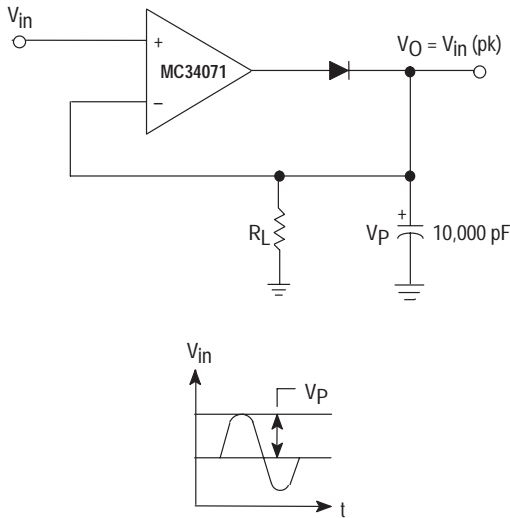 Vin
+
MC34071
−
VO = Vin (pk)
RL
+
VP
10,000 pF
Vin
VP
t